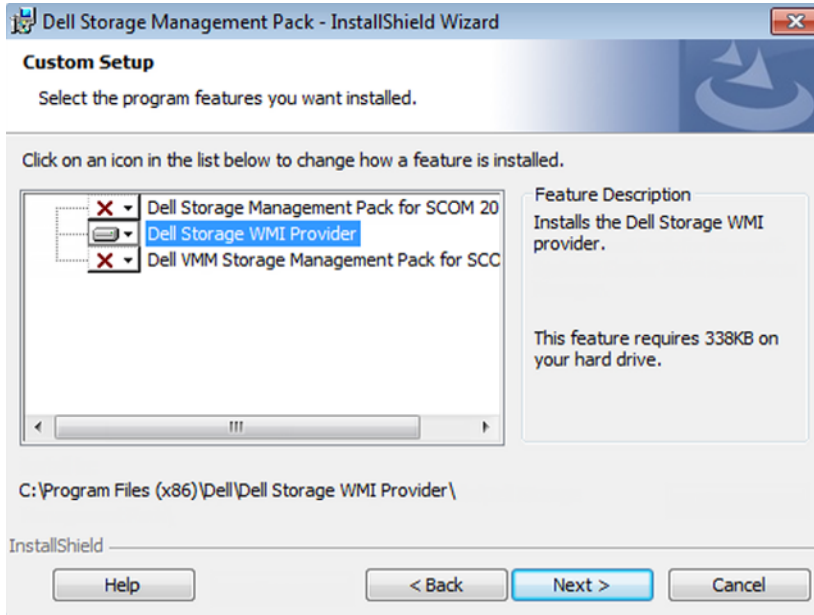 Dell Storage Management Pack - InstallShield Wizard
Custom Setup
Select the program features you want installed.
Click on an icon in the list below to change how a feature is installed.
Dell Storage Management Pack for SCOM 20
Dell Storage WMI Provider
Dell VMM Storage Management Pack for SCO
Feature Description
Installs the Dell Storage WMI
provider.
This feature requires 338KB on
your hard drive.
C:\Program Files (x86)\Dell\Dell Storage WMI Provider\
InstallShield
Help
< Back
Next >
Cancel